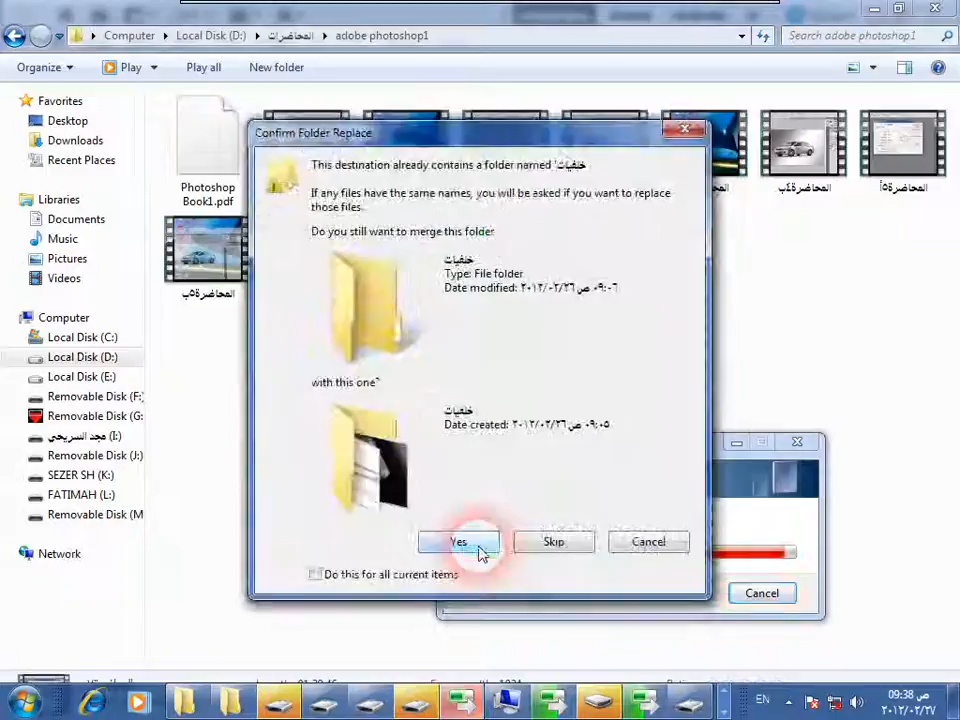 Computer
Local Disk (D:)
المحاضرات
adobe photoshop1
Search adobe photoshop1
Organize
Play
Play all
New folder
Favorites
Desktop
Downloads
Recent Places
Libraries
Documents
Music
Pictures
Videos
Computer
Local Disk (C:)
Local Disk (D:)
Local Disk (E:)
Removable Disk (F:
Removable Disk (G:
مجد السريحي (I:)
Removable Disk (J:)
SEZER SH (K:)
FATIMAH (L:)
Removable Disk (M
Network
Photoshop
Book1.pdf
المحاضرة٤ب
المحاضرة٥أ
المحاضرة٥ب
Confirm Folder Replace
This destination already contains a folder named 'خلفيات'
If any files have the same names, you will be asked if you want to replace
those files.
Do you still want to merge this folder
خلفيات
Type: File folder
Date modified: ٢٠١٢/٠٢/٢٦ ص ٠٩:٠٦
with this one?
خلفيات
Date created: ٢٠١٢/٠٢/٢٦ ص ٠٩:٠٥
Yes
Skip
Cancel
Do this for all current items
Cancel
EN
ص 09:38
٢٠١٢/٠٢/٢٧